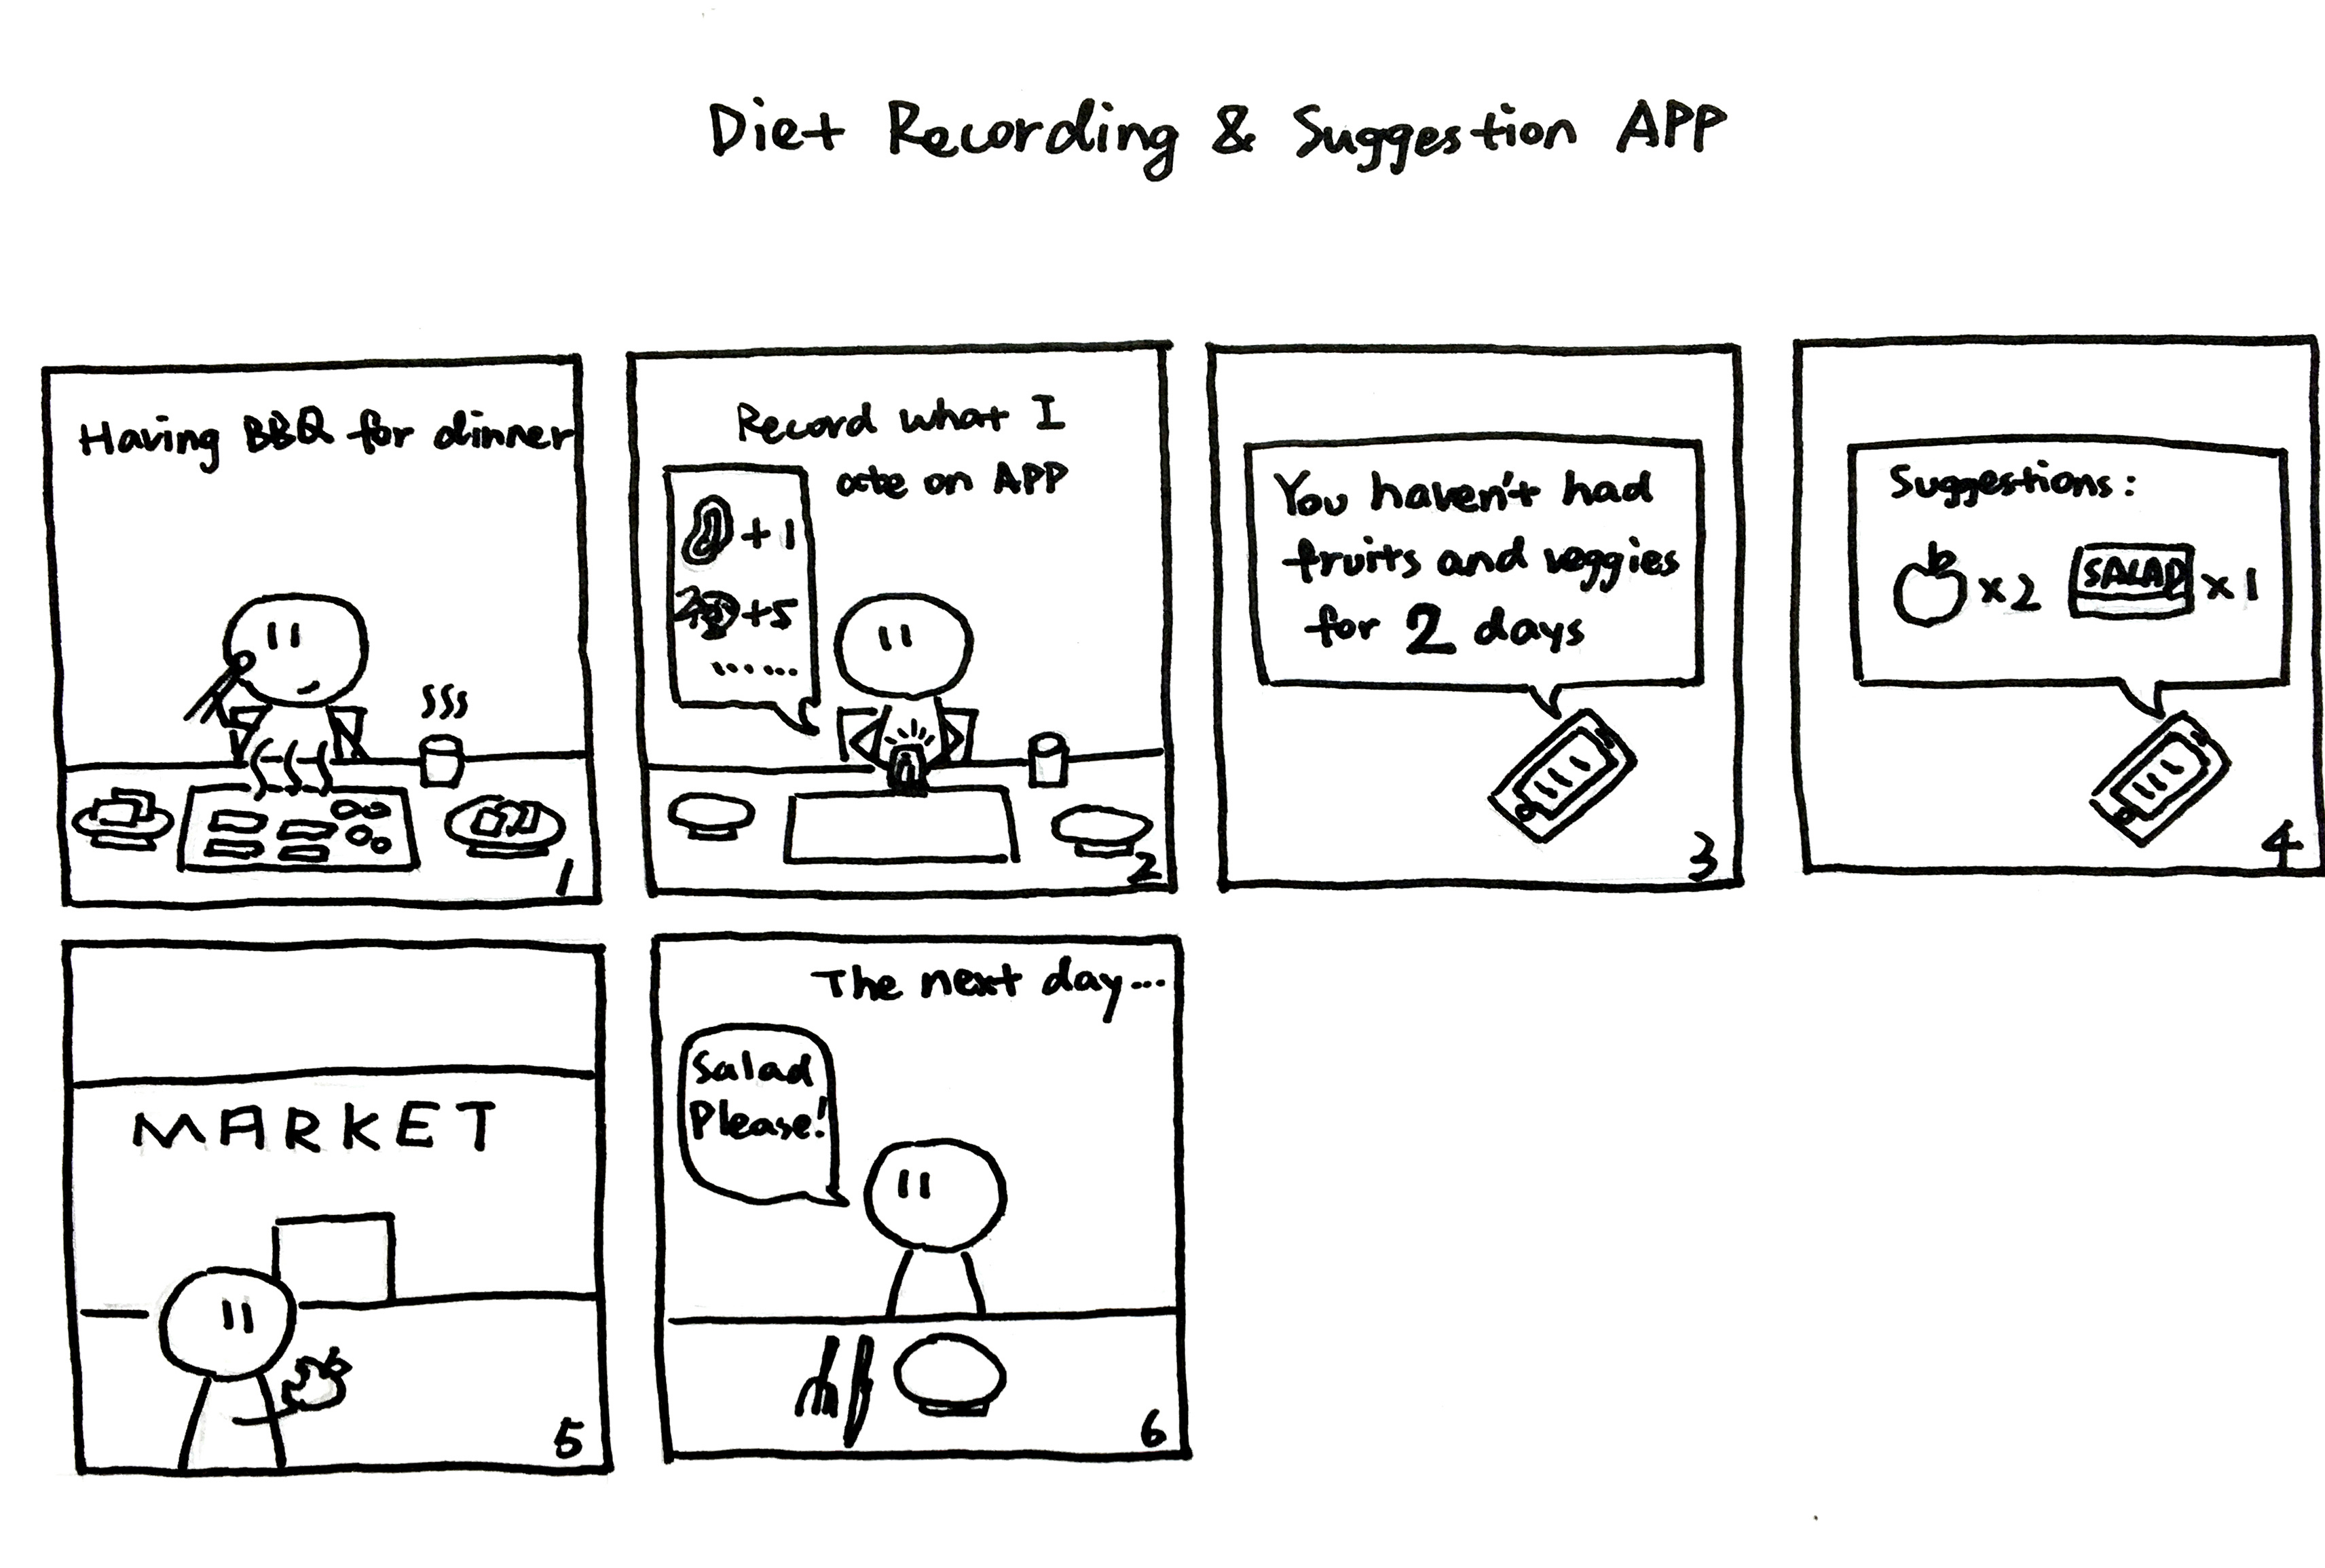 Diet Recording & Suggestion APP
Having BBQ for dinner
1
Record what I
ate on APP
+1
+5
......
2
You haven't had
fruits and veggies
for 2 days
3
Suggestions:
x2 SALAD x1
4
MARKET
5
The next day...
Salad
Please!
6